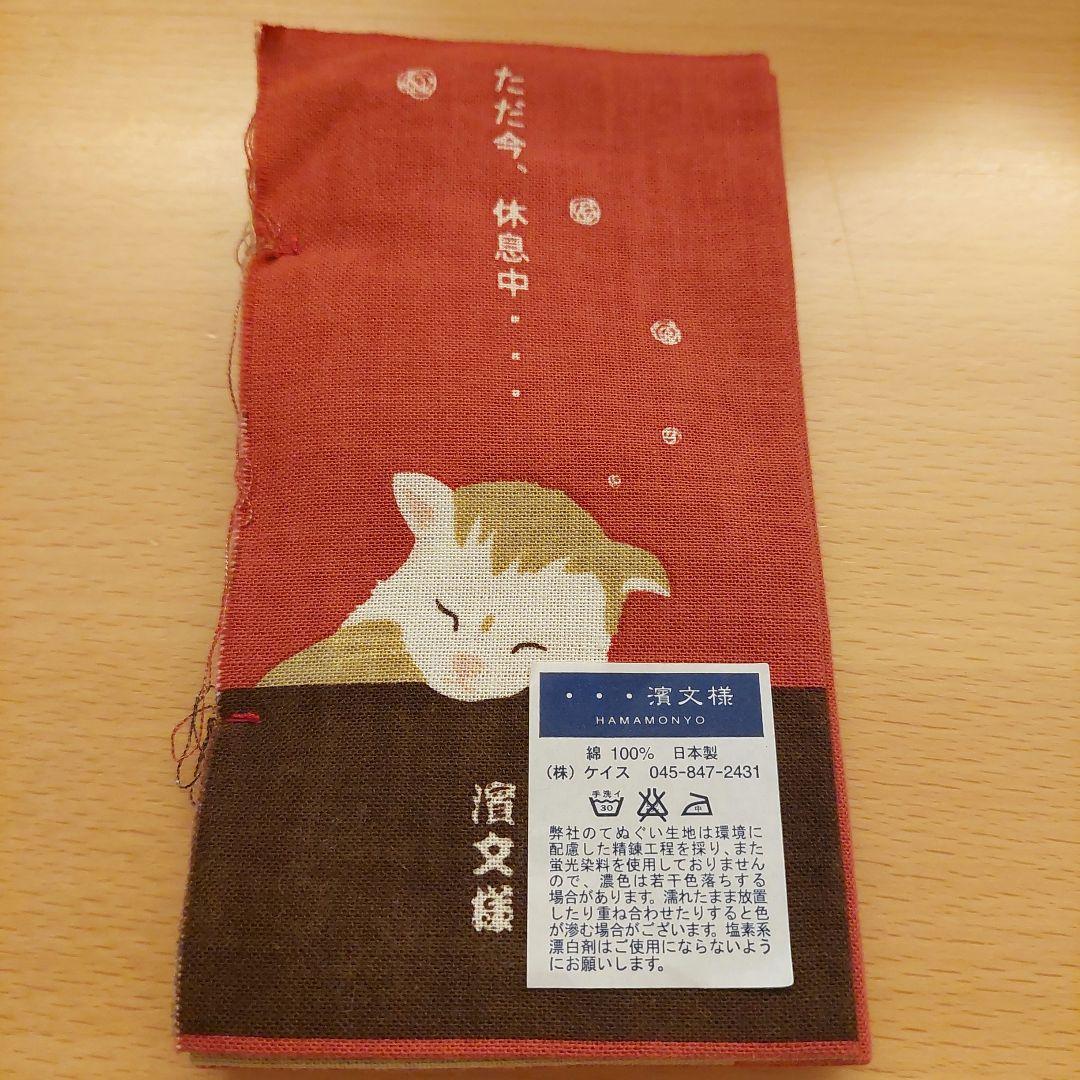 ただ今、休息中・・・
濱文様
・・・濱文様
HAMAMONYO
綿 100% 日本製
(株) ケイス 045-847-2431
手洗イ
30
中
弊社のてぬぐい生地は環境に
配慮した精錬工程を採り、また
蛍光染料を使用しておりません
ので、濃色は若干色落ちする
場合があります。濡れたまま放置
したり重ね合わせたりすると色
が滲む場合がございます。塩素系
漂白剤はご使用にならないよう
にお願いします。